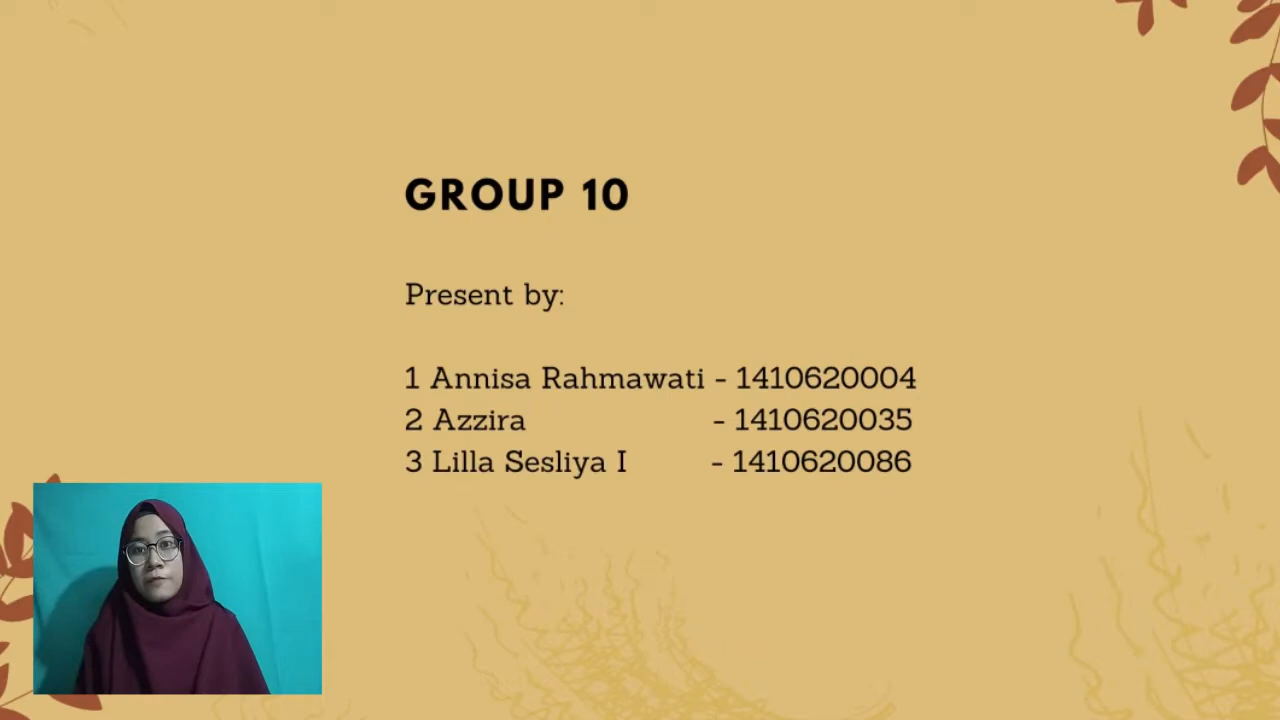 GROUP 10
Present by:
1 Annisa Rahmawati - 1410620004
2 Azzira - 1410620035
3 Lilla Sesliya I - 1410620086